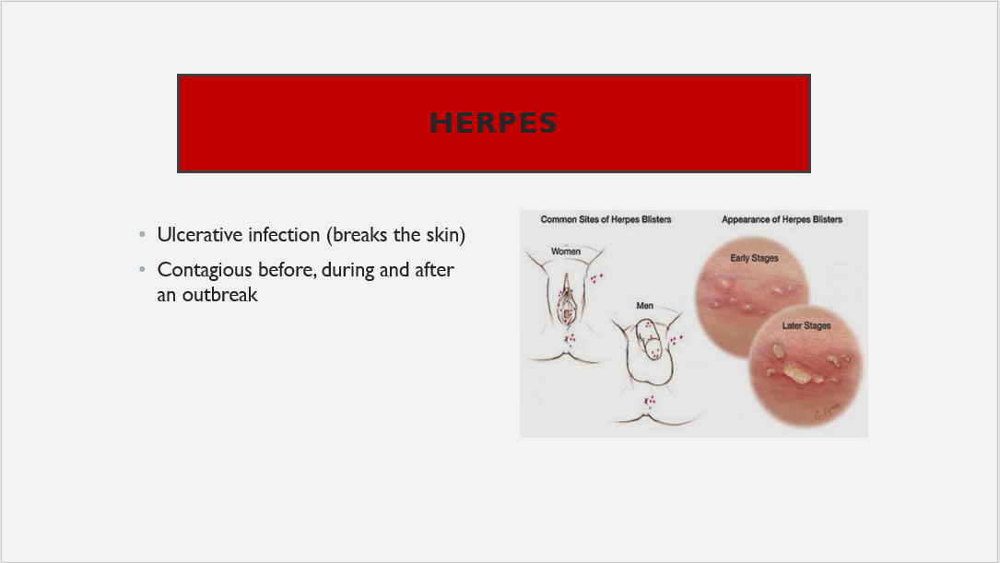 HERPES
• Ulcerative infection (breaks the skin)
• Contagious before, during and after
an outbreak
Common Sites of Herpes Blisters
Appearance of Herpes Blisters
Women
Men
Early Stages
Later Stages